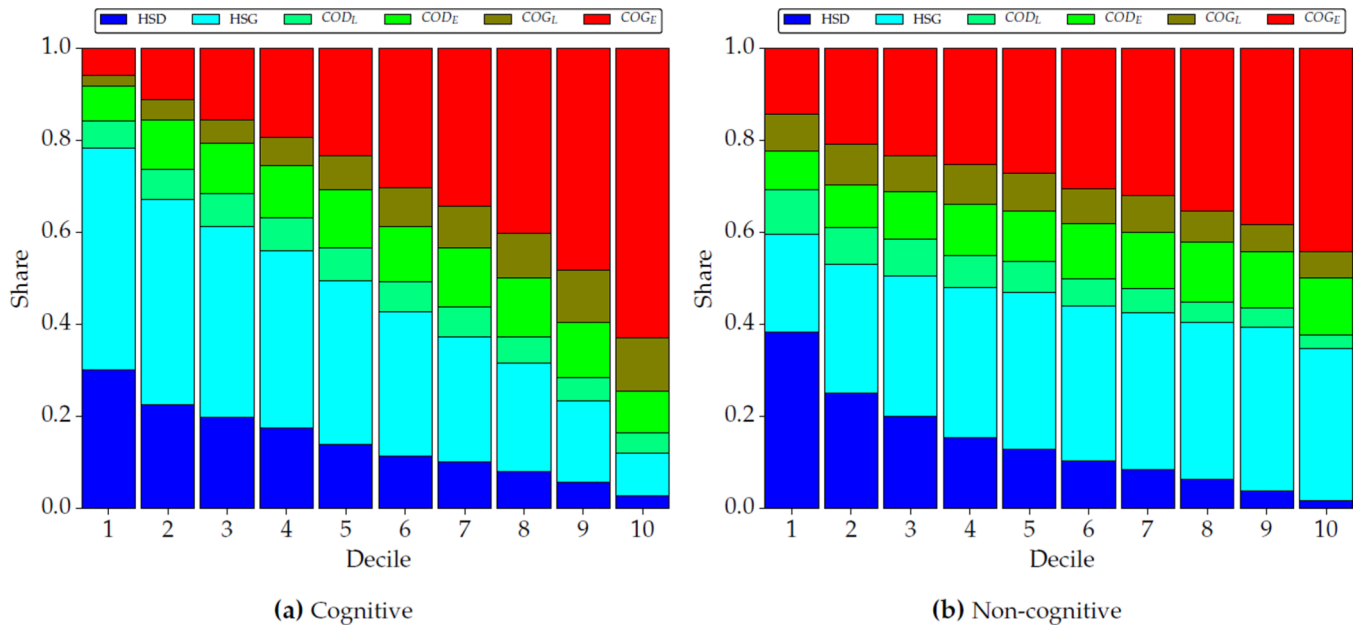 HSD HSG COD_L COD_E COG_L COG_E
1.0
0.8
0.6
0.4
0.2
0.0
Share
1 2 3 4 5 6 7 8 9 10
Decile
(a) Cognitive
HSD HSG COD_L COD_E COG_L COG_E
1.0
0.8
0.6
0.4
0.2
0.0
Share
1 2 3 4 5 6 7 8 9 10
Decile
(b) Non-cognitive